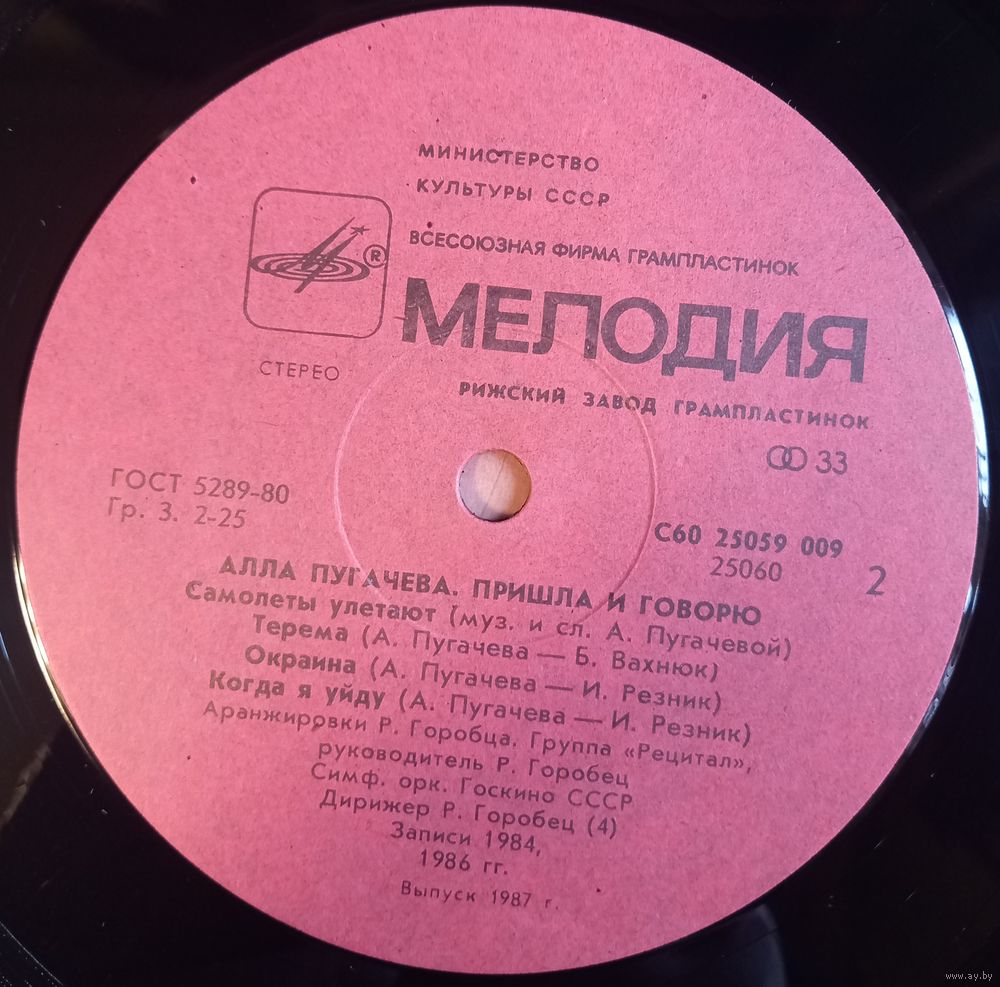 МИНИСТЕРСТВО
КУЛЬТУРЫ СССР
ВСЕСОЮЗНАЯ ФИРМА ГРАМПЛАСТИНОК
®
МЕЛОДИЯ
СТЕРЕО
РИЖСКИЙ ЗАВОД ГРАМПЛАСТИНОК
33
ГОСТ 5289-80
Гр. 3. 2-25
С60 25059 009
25060
2
АЛЛА ПУГАЧЕВА. ПРИШЛА И ГОВОРЮ
Самолеты улетают (муз. и сл. А. Пугачевой)
Терема (А. Пугачева — Б. Вахнюк)
Окраина (А. Пугачева — И. Резник)
Когда я уйду (А. Пугачева — И. Резник)
Аранжировки Р. Горобца. Группа «Рецитал»,
руководитель Р. Горобец
Симф. орк. Госкино СССР
Дирижер Р. Горобец (4)
Записи 1984,
1986 гг.
Выпуск 1987 г.
www.ay.by